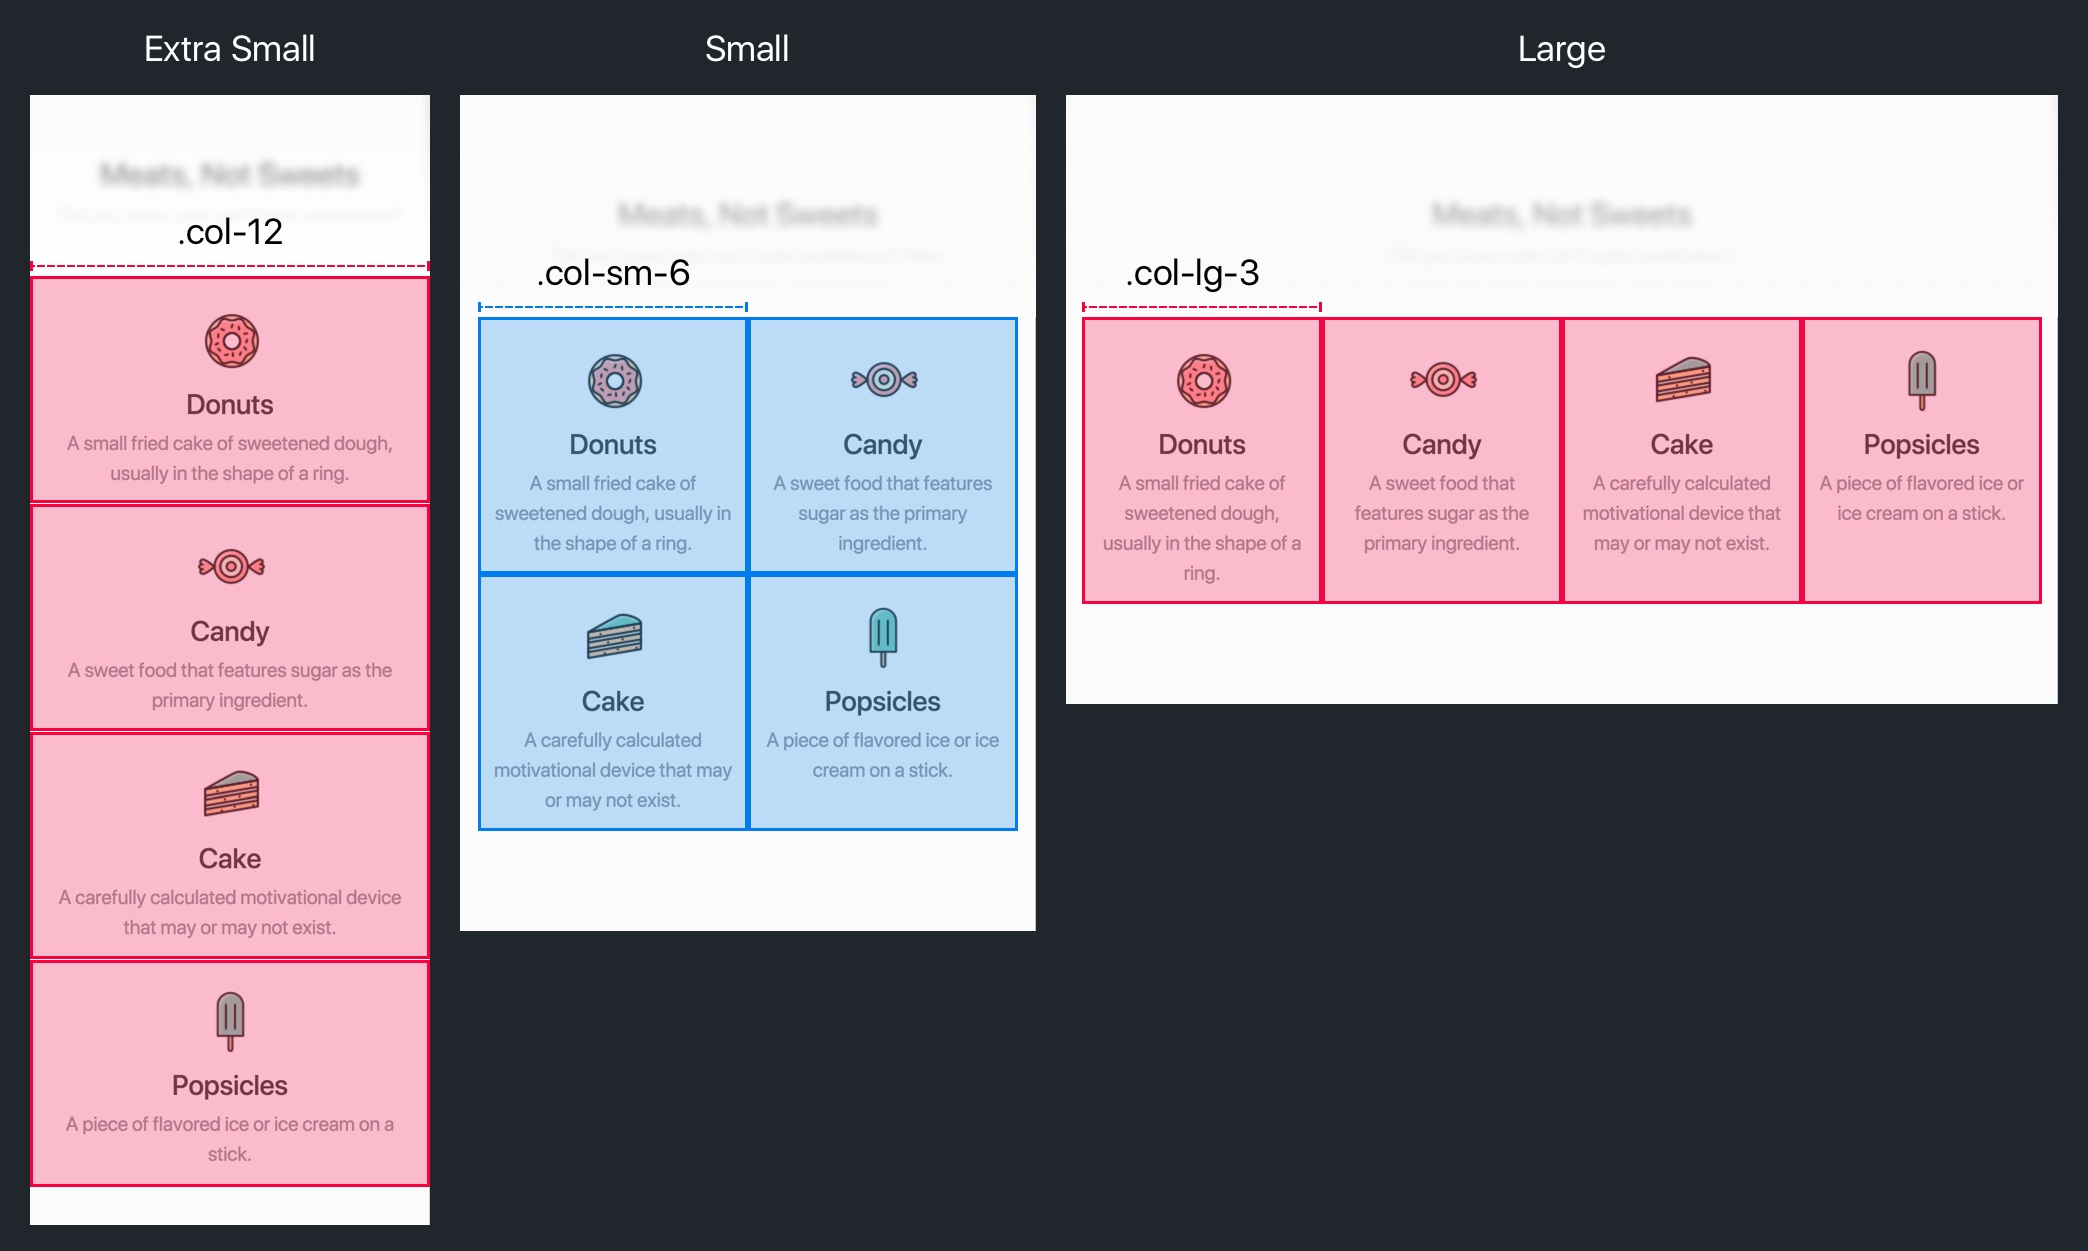 Extra Small
Meats, Not Sweets
.col-12
Donuts
A small fried cake of sweetened dough,
usually in the shape of a ring.
Candy
A sweet food that features sugar as the
primary ingredient.
Cake
A carefully calculated motivational device
that may or may not exist.
Popsicles
A piece of flavored ice or ice cream on a
stick.
Small
Meats, Not Sweets
.col-sm-6
Donuts
A small fried cake of
sweetened dough, usually in
the shape of a ring.
Candy
A sweet food that features
sugar as the primary
ingredient.
Cake
A carefully calculated
motivational device that may
or may not exist.
Popsicles
A piece of flavored ice or ice
cream on a stick.
Large
Meats, Not Sweets
.col-lg-3
Donuts
A small fried cake of
sweetened dough,
usually in the shape of a
ring.
Candy
A sweet food that
features sugar as the
primary ingredient.
Cake
A carefully calculated
motivational device that
may or may not exist.
Popsicles
A piece of flavored ice or
ice cream on a stick.